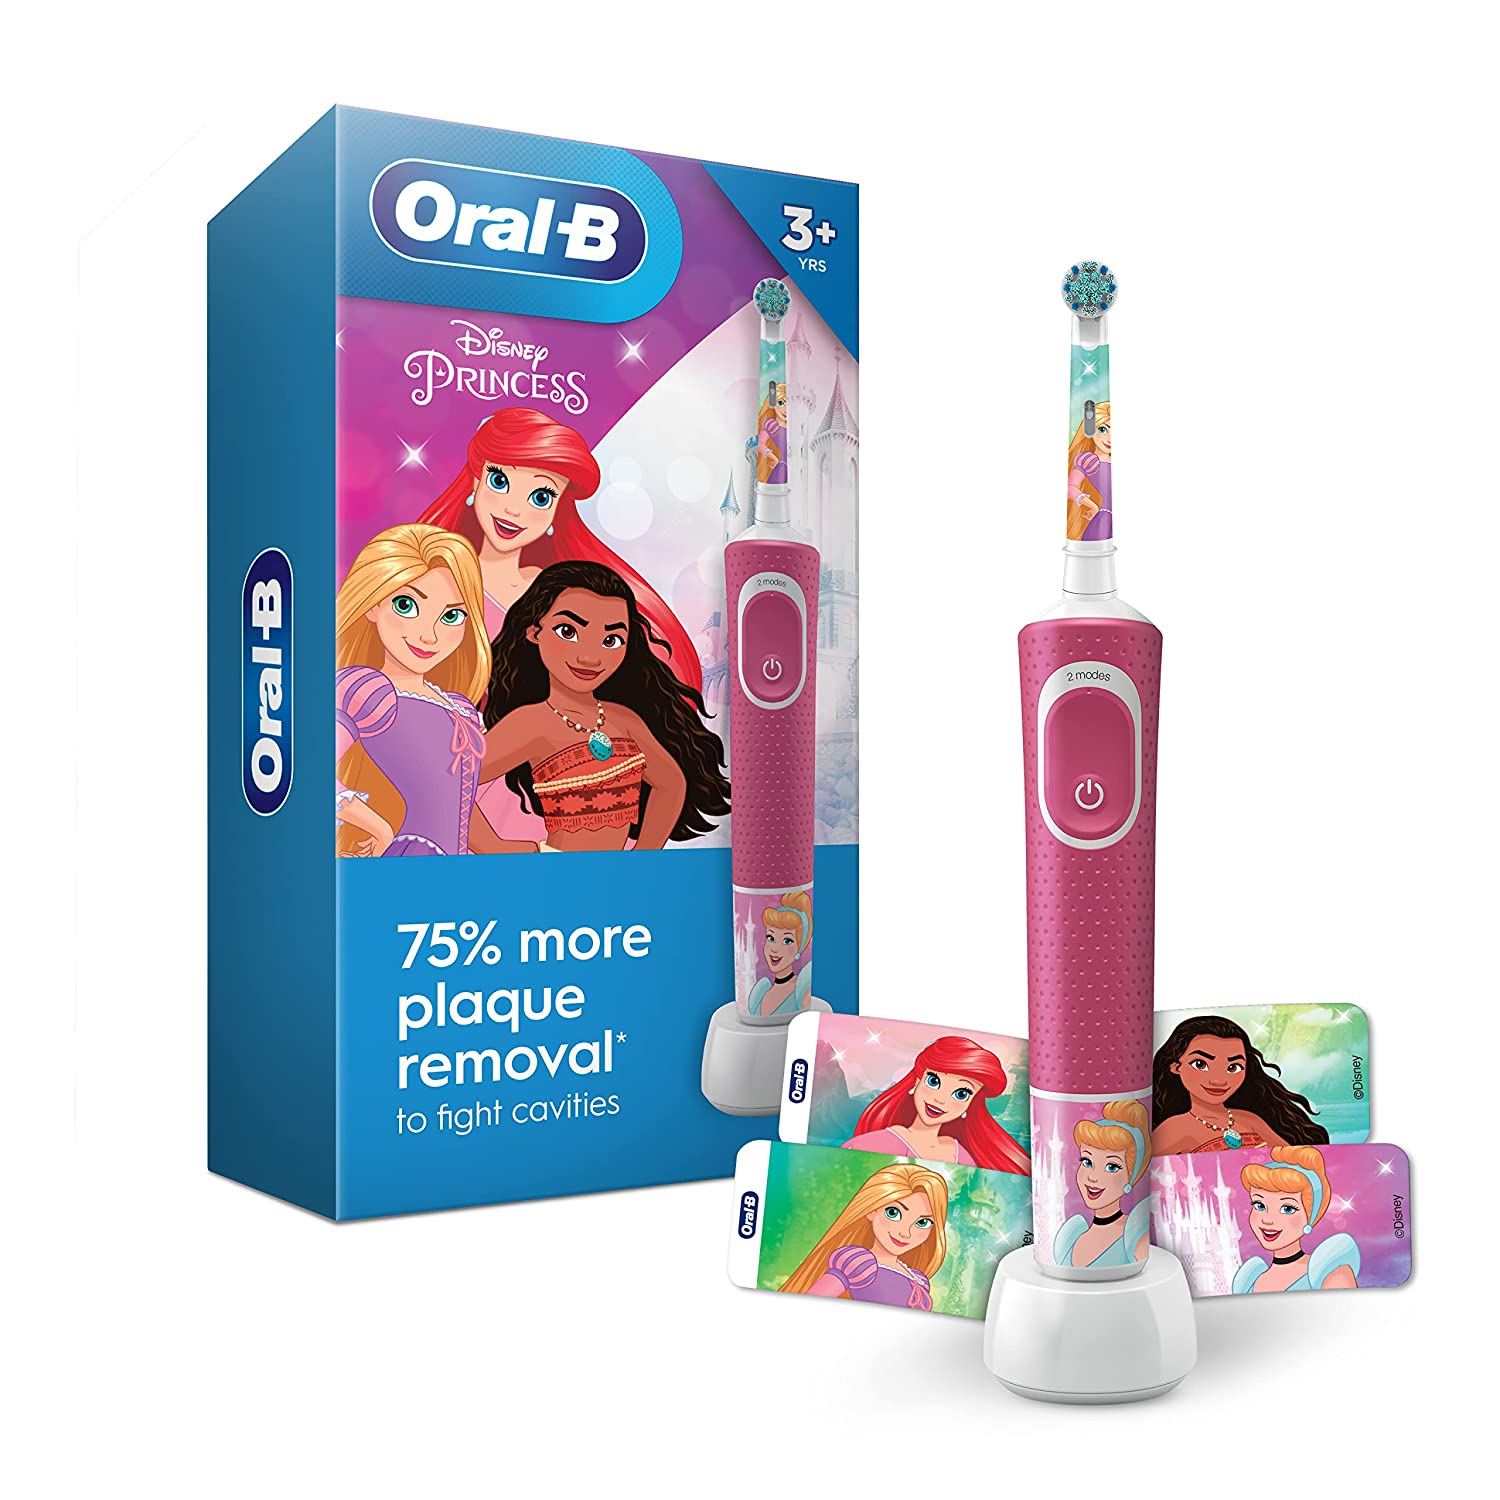 Oral-B
3+
YRS
Disney
PRINCESS
2 modes
Oral-B
75% more
plaque
removal*
to fight cavities
2 modes
Oral-B
©Disney
Oral-B
ney
©Disney